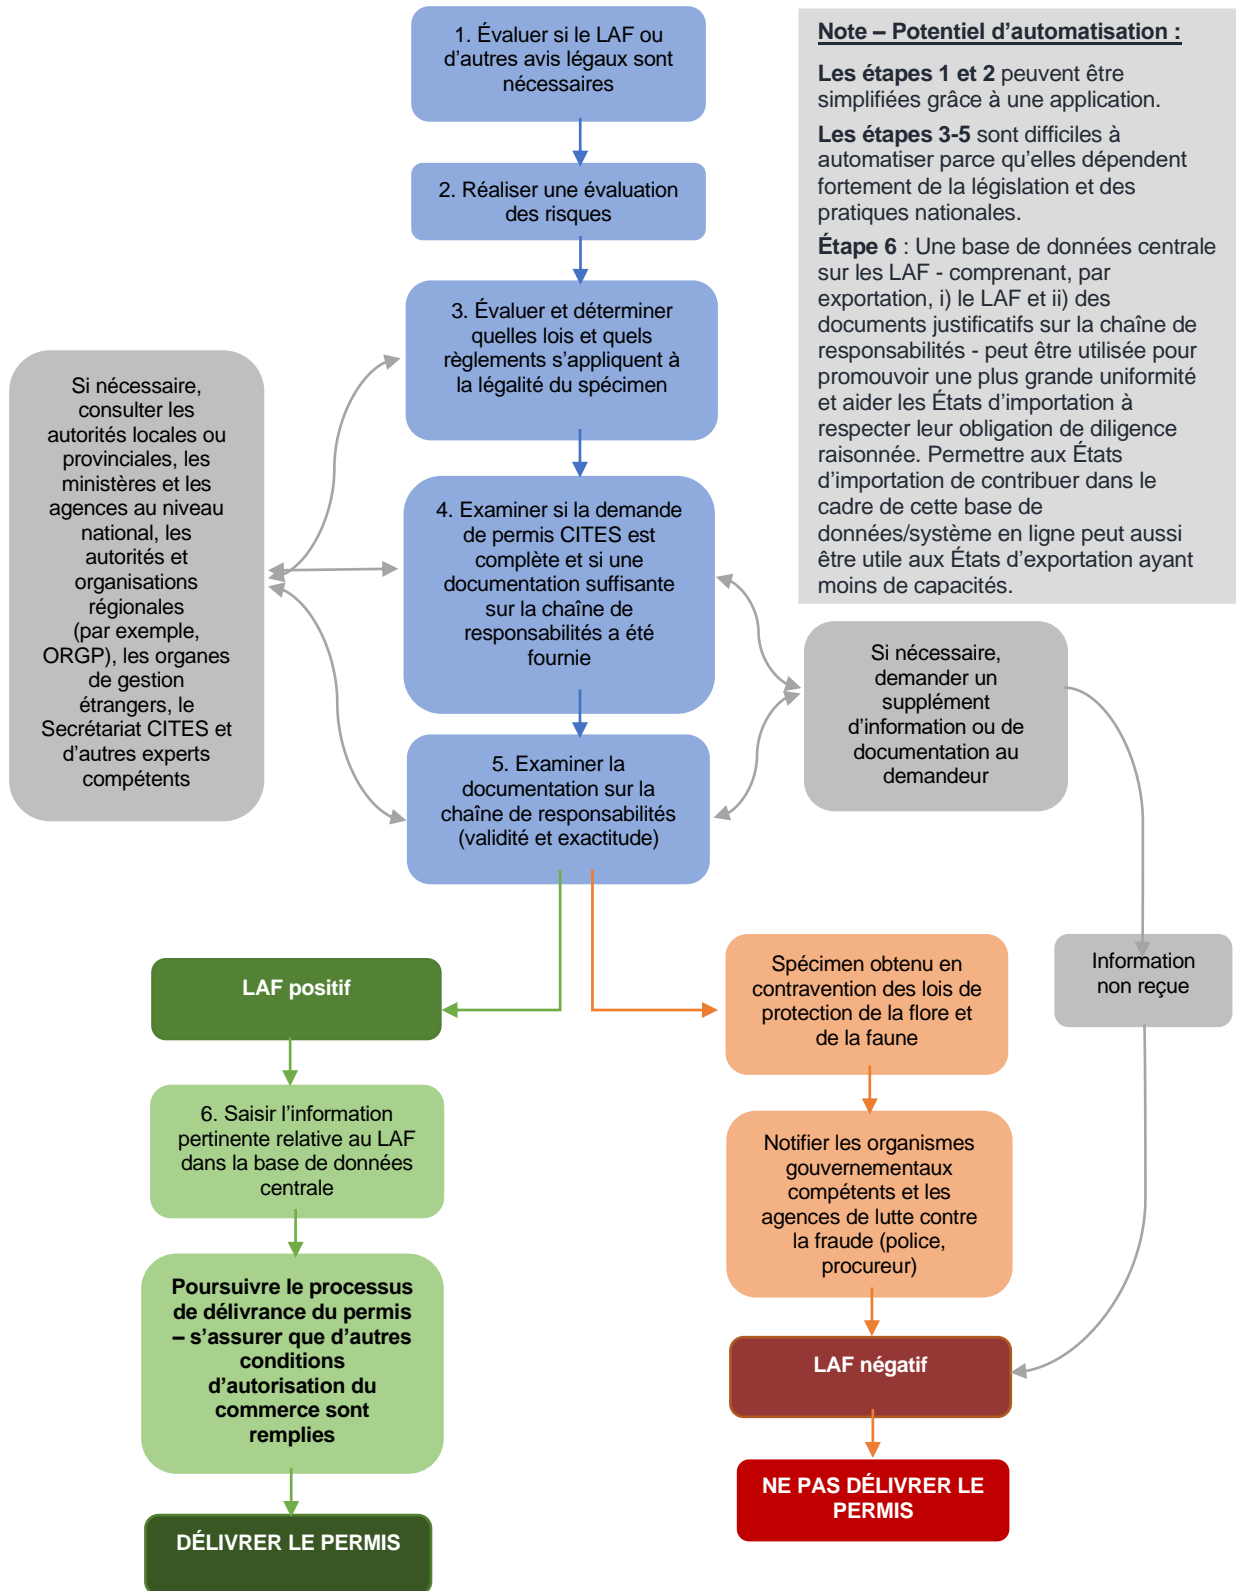 1. Évaluer si le LAF ou
d’autres avis légaux sont
nécessaires
2. Réaliser une évaluation
des risques
3. Évaluer et déterminer
quelles lois et quels
règlements s’appliquent à
la légalité du spécimen
4. Examiner si la demande
de permis CITES est
complète et si une
documentation suffisante
sur la chaîne de
responsabilités a été
fournie
5. Examiner la
documentation sur la
chaîne de responsabilités
(validité et exactitude)
Note – Potentiel d’automatisation :
Les étapes 1 et 2 peuvent être
simplifiées grâce à une application.
Les étapes 3-5 sont difficiles à
automatiser parce qu’elles dépendent
fortement de la législation et des
pratiques nationales.
Étape 6 : Une base de données centrale
sur les LAF - comprenant, par
exportation, i) le LAF et ii) des
documents justificatifs sur la chaîne de
responsabilités - peut être utilisée pour
promouvoir une plus grande uniformité
et aider les États d’importation à
respecter leur obligation de diligence
raisonnée. Permettre aux États
d’importation de contribuer dans le
cadre de cette base de
données/système en ligne peut aussi
être utile aux États d’exportation ayant
moins de capacités.
Si nécessaire,
consulter les
autorités locales ou
provinciales, les
ministères et les
agences au niveau
national, les
autorités et
organisations
régionales
(par exemple,
ORGP), les organes
de gestion
étrangers, le
Secrétariat CITES et
d’autres experts
compétents
Si nécessaire,
demander un
supplément
d’information ou de
documentation au
demandeur
Information
non reçue
LAF positif
6. Saisir l’information
pertinente relative au LAF
dans la base de données
centrale
Poursuivre le processus
de délivrance du permis
– s’assurer que d’autres
conditions
d’autorisation du
commerce sont
remplies
DÉLIVRER LE PERMIS
Spécimen obtenu en
contravention des lois de
protection de la flore et
de la faune
Notifier les organismes
gouvernementaux
compétents et les
agences de lutte contre
la fraude (police,
procureur)
LAF négatif
NE PAS DÉLIVRER LE
PERMIS